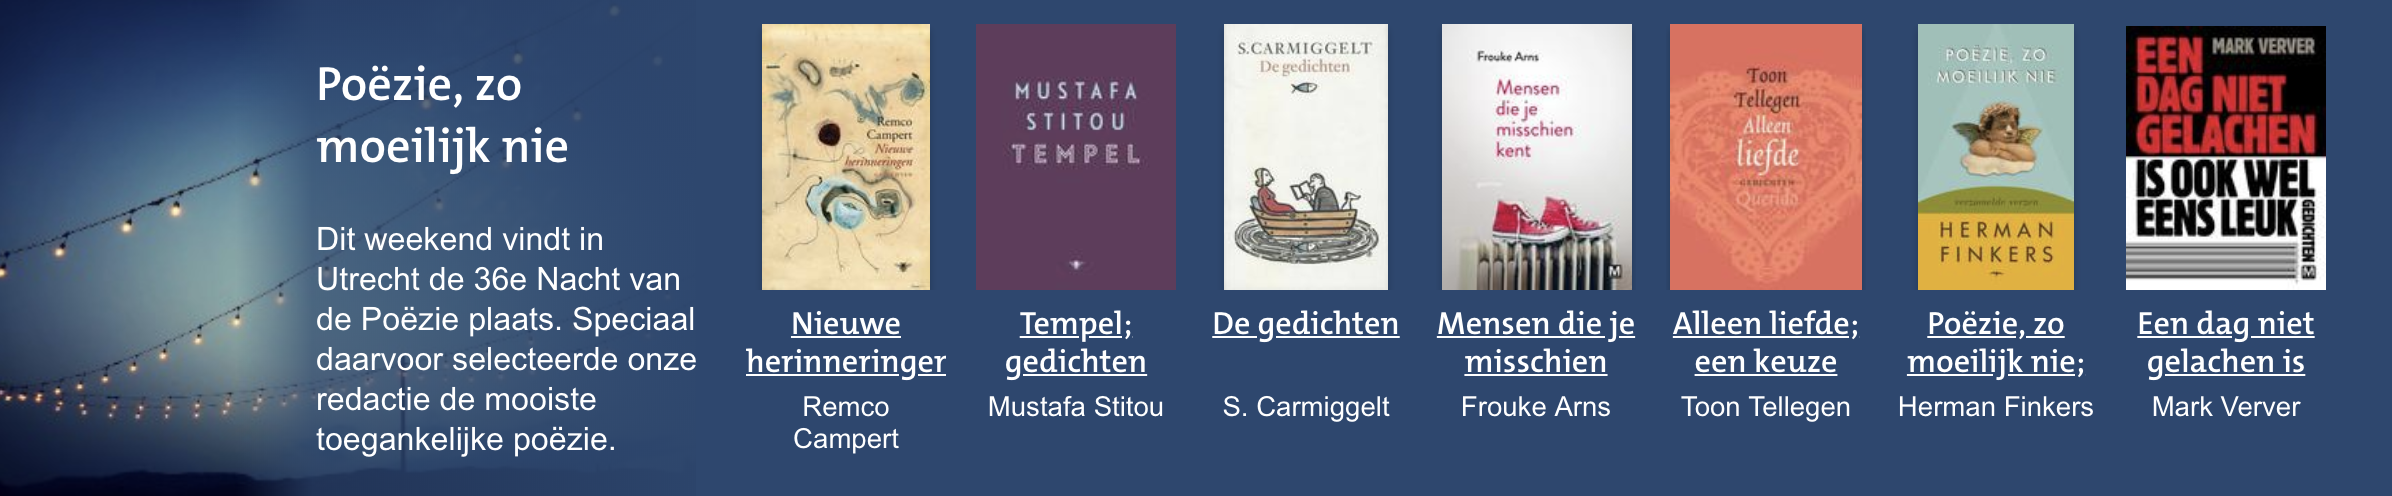 Poëzie, zo
moeilijk nie
Dit weekend vindt in
Utrecht de 36e Nacht van
de Poëzie plaats. Speciaal
daarvoor selecteerde onze
redactie de mooiste
toegankelijke poëzie.
Remco
Campert
Nieuwe
herinneringen
GEDICHTEN
Nieuwe
herinneringer
Remco
Campert
MUSTAFA
STITOU
TEMPEL
Tempel;
gedichten
Mustafa Stitou
S.CARMIGGELT
De gedichten
De gedichten
S. Carmiggelt
Frouke Arns
Mensen
die je
misschien
kent
M
Mensen die je
misschien
Frouke Arns
Toon
Tellegen
Alleen
liefde
GEDICHTEN
Querido
Alleen liefde;
een keuze
Toon Tellegen
POËZIE, ZO
MOEILIJK NIE
verzamelde verzen
HERMAN
FINKERS
Poëzie, zo
moeilijk nie;
Herman Finkers
EEN
MARK VERVER
DAG NIET
GELACHEN
IS OOK WEL
EENS LEUK
GEDICHTEN
M
Een dag niet
gelachen is
Mark Verver